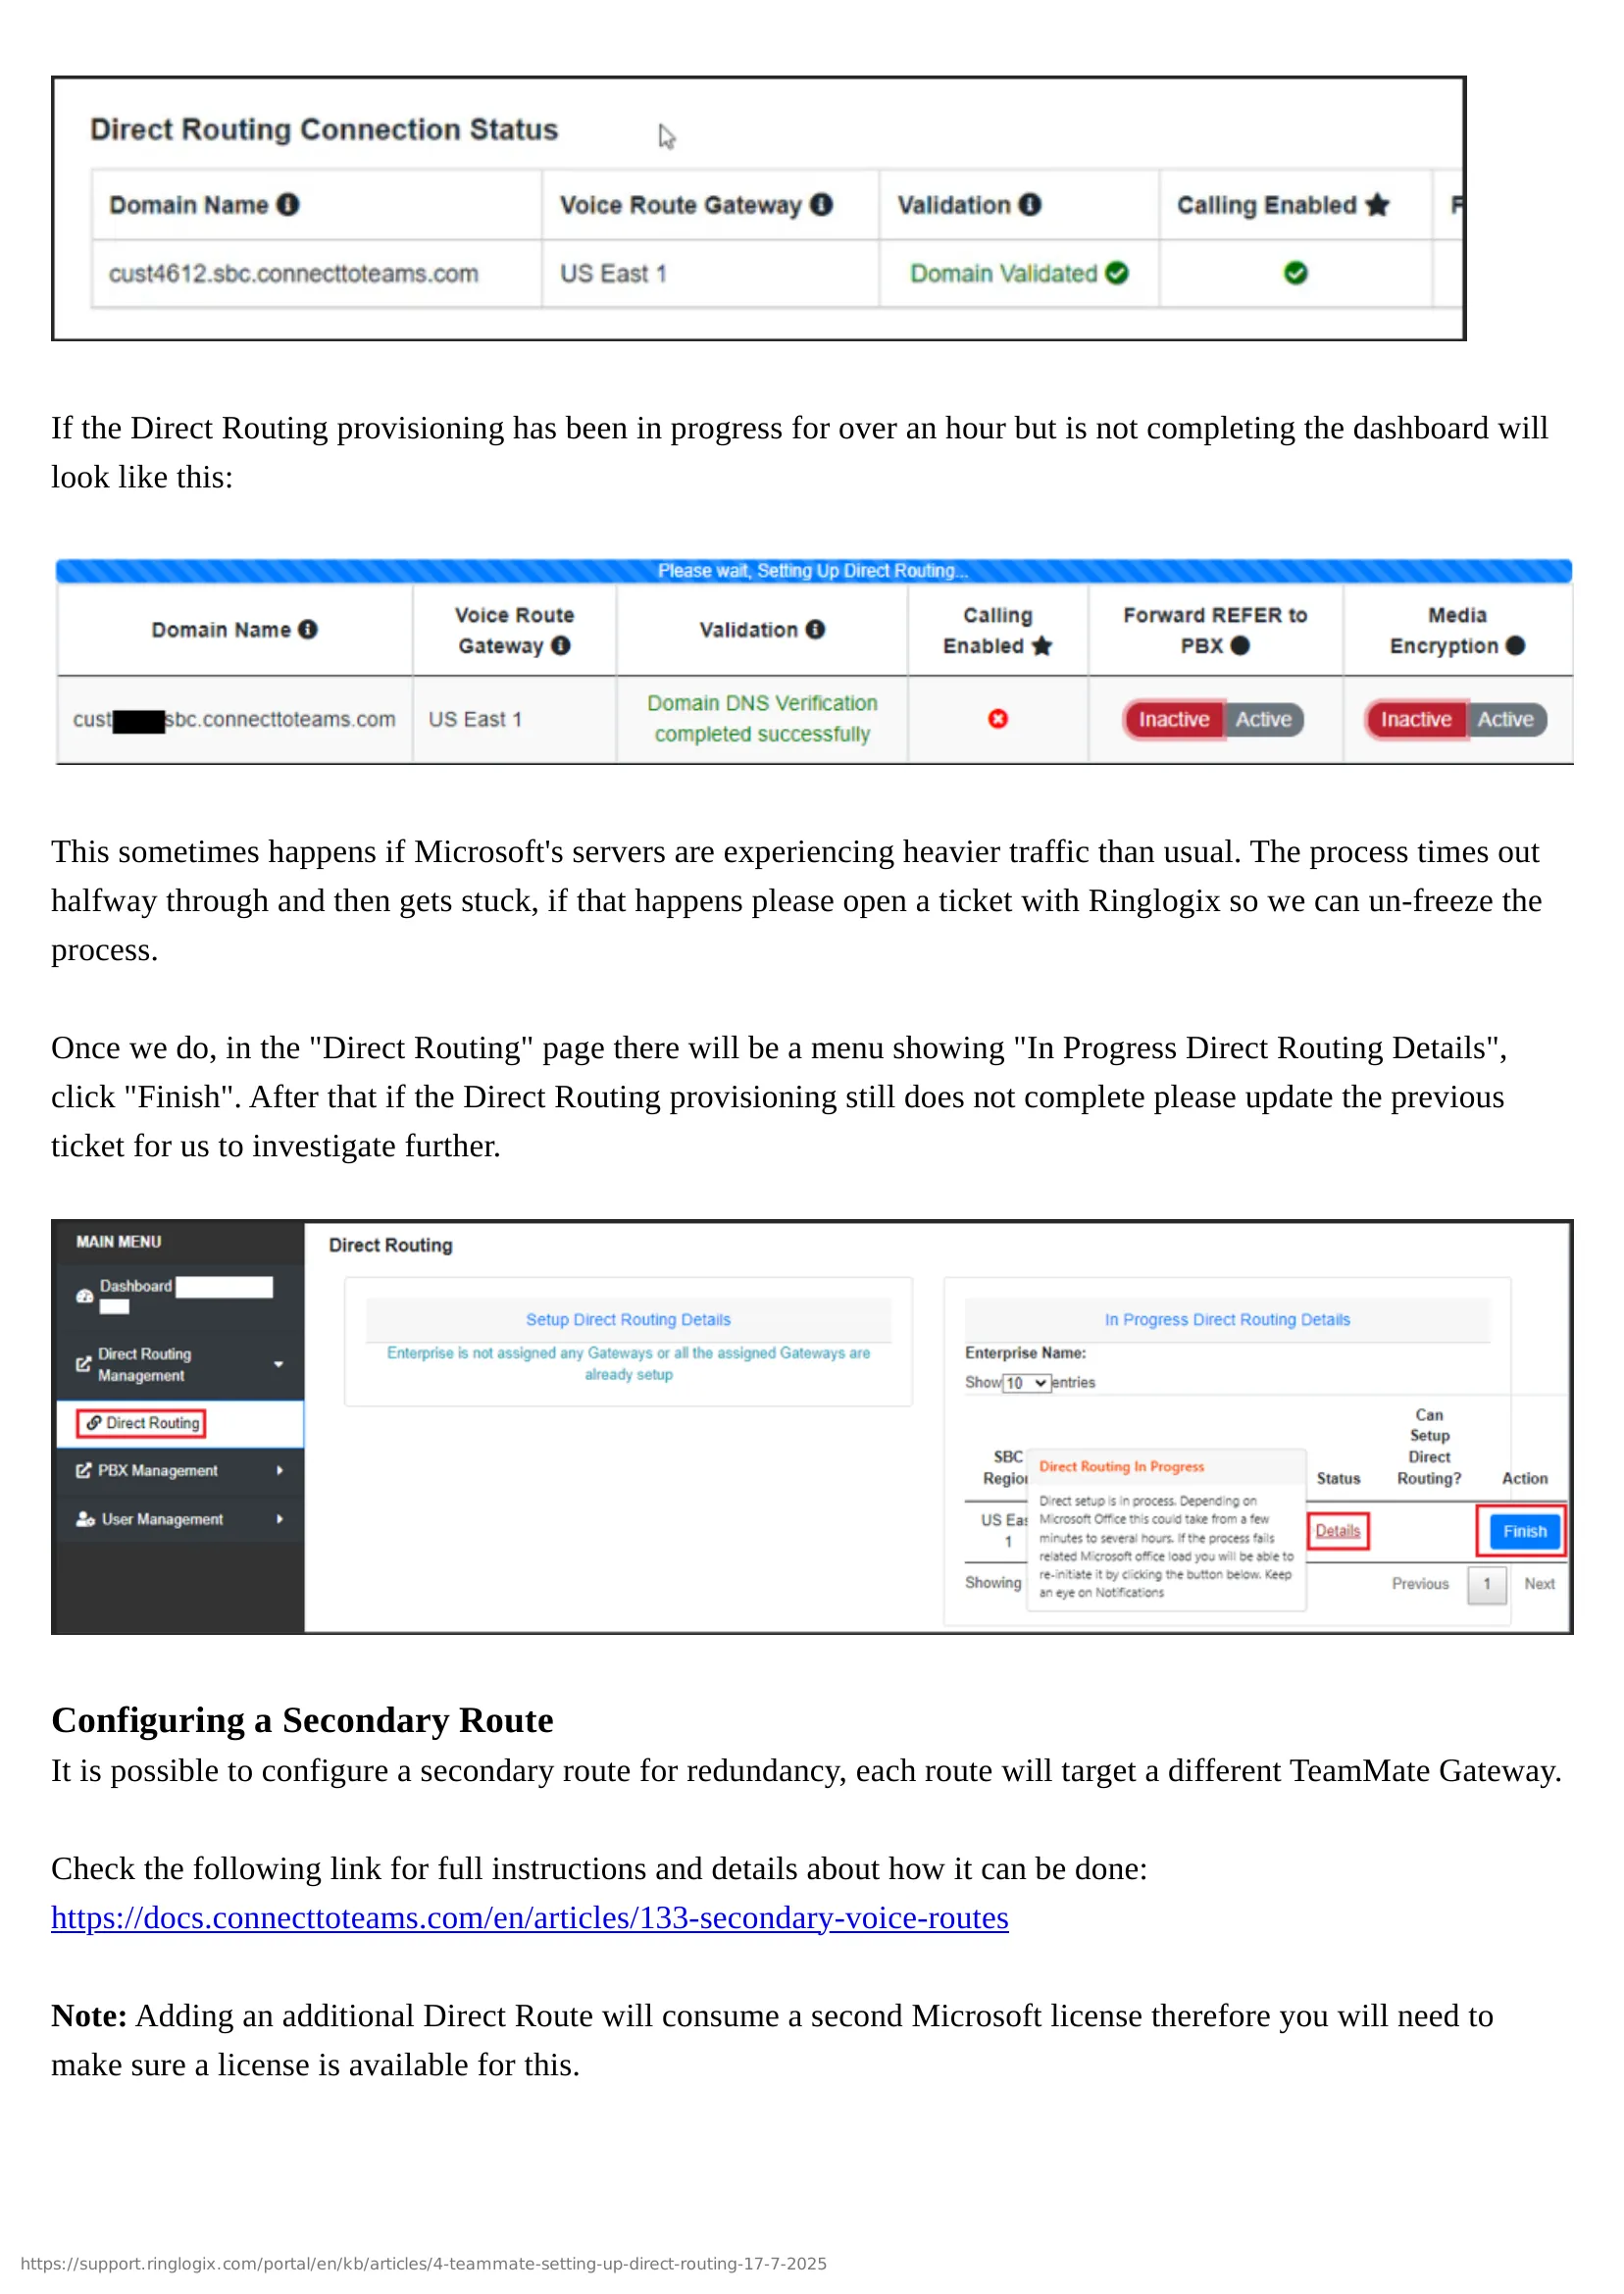 Direct Routing Connection Status
Domain Name Voice Route Gateway Validation Calling Enabled F
cust4612.sbc.connecttoteams.com US East 1 Domain Validated
If the Direct Routing provisioning has been in progress for over an hour but is not completing the dashboard will
look like this:
Please wait, Setting Up Direct Routing...
Domain Name Voice Route Gateway Validation Calling Enabled Forward REFER to PBX Media Encryption
cust sbc.connecttoteams.com US East 1 Domain DNS Verification completed successfully Inactive Active Inactive Active
This sometimes happens if Microsoft's servers are experiencing heavier traffic than usual. The process times out
halfway through and then gets stuck, if that happens please open a ticket with Ringlogix so we can un-freeze the
process.
Once we do, in the "Direct Routing" page there will be a menu showing "In Progress Direct Routing Details",
click "Finish". After that if the Direct Routing provisioning still does not complete please update the previous
ticket for us to investigate further.
MAIN MENU
Dashboard
Direct Routing
Management
Direct Routing
PBX Management
User Management
Direct Routing
Setup Direct Routing Details
Enterprise is not assigned any Gateways or all the assigned Gateways are
already setup
In Progress Direct Routing Details
Enterprise Name:
Show 10 entries
SBC Region Status Can Setup Direct Routing? Action
US Eas 1 Details Finish
Direct Routing In Progress
Direct setup is in process. Depending on
Microsoft Office this could take from a few
minutes to several hours. If the process fails
related Microsoft office load you will be able to
re-initiate it by clicking the button below. Keep
an eye on Notifications
Showing Previous 1 Next
Configuring a Secondary Route
It is possible to configure a secondary route for redundancy, each route will target a different TeamMate Gateway.
Check the following link for full instructions and details about how it can be done:
https://docs.connecttoteams.com/en/articles/133-secondary-voice-routes
Note: Adding an additional Direct Route will consume a second Microsoft license therefore you will need to
make sure a license is available for this.
https://support.ringlogix.com/portal/en/kb/articles/4-teammate-setting-up-direct-routing-17-7-2025